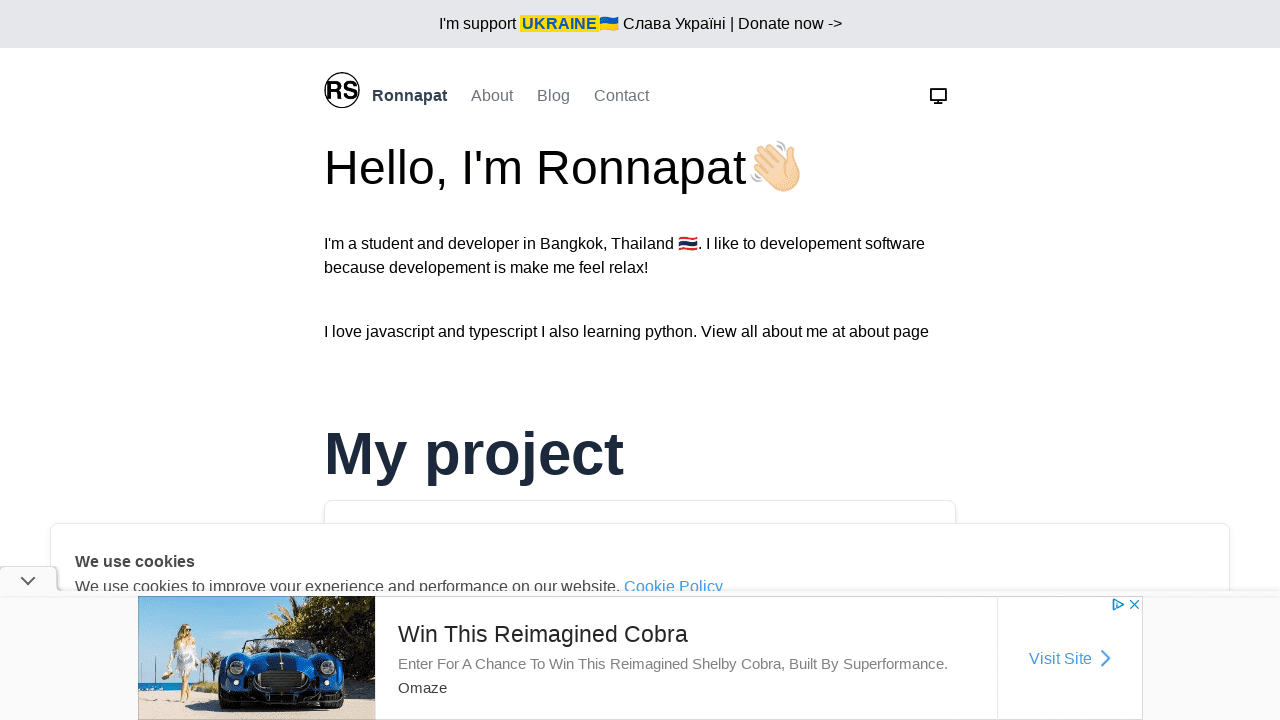 I'm support UKRAINE🇺🇦 Слава Україні | Donate now ->
RS Ronnapat About Blog Contact
Hello, I'm Ronnapat👋🏻
I'm a student and developer in Bangkok, Thailand 🇹🇭. I like to developement software
because developement is make me feel relax!
I love javascript and typescript I also learning python. View all about me at about page
My project
We use cookies
We use cookies to improve your experience and performance on our website. Cookie Policy
Win This Reimagined Cobra
Enter For A Chance To Win This Reimagined Shelby Cobra, Built By Superformance.
Omaze
Visit Site